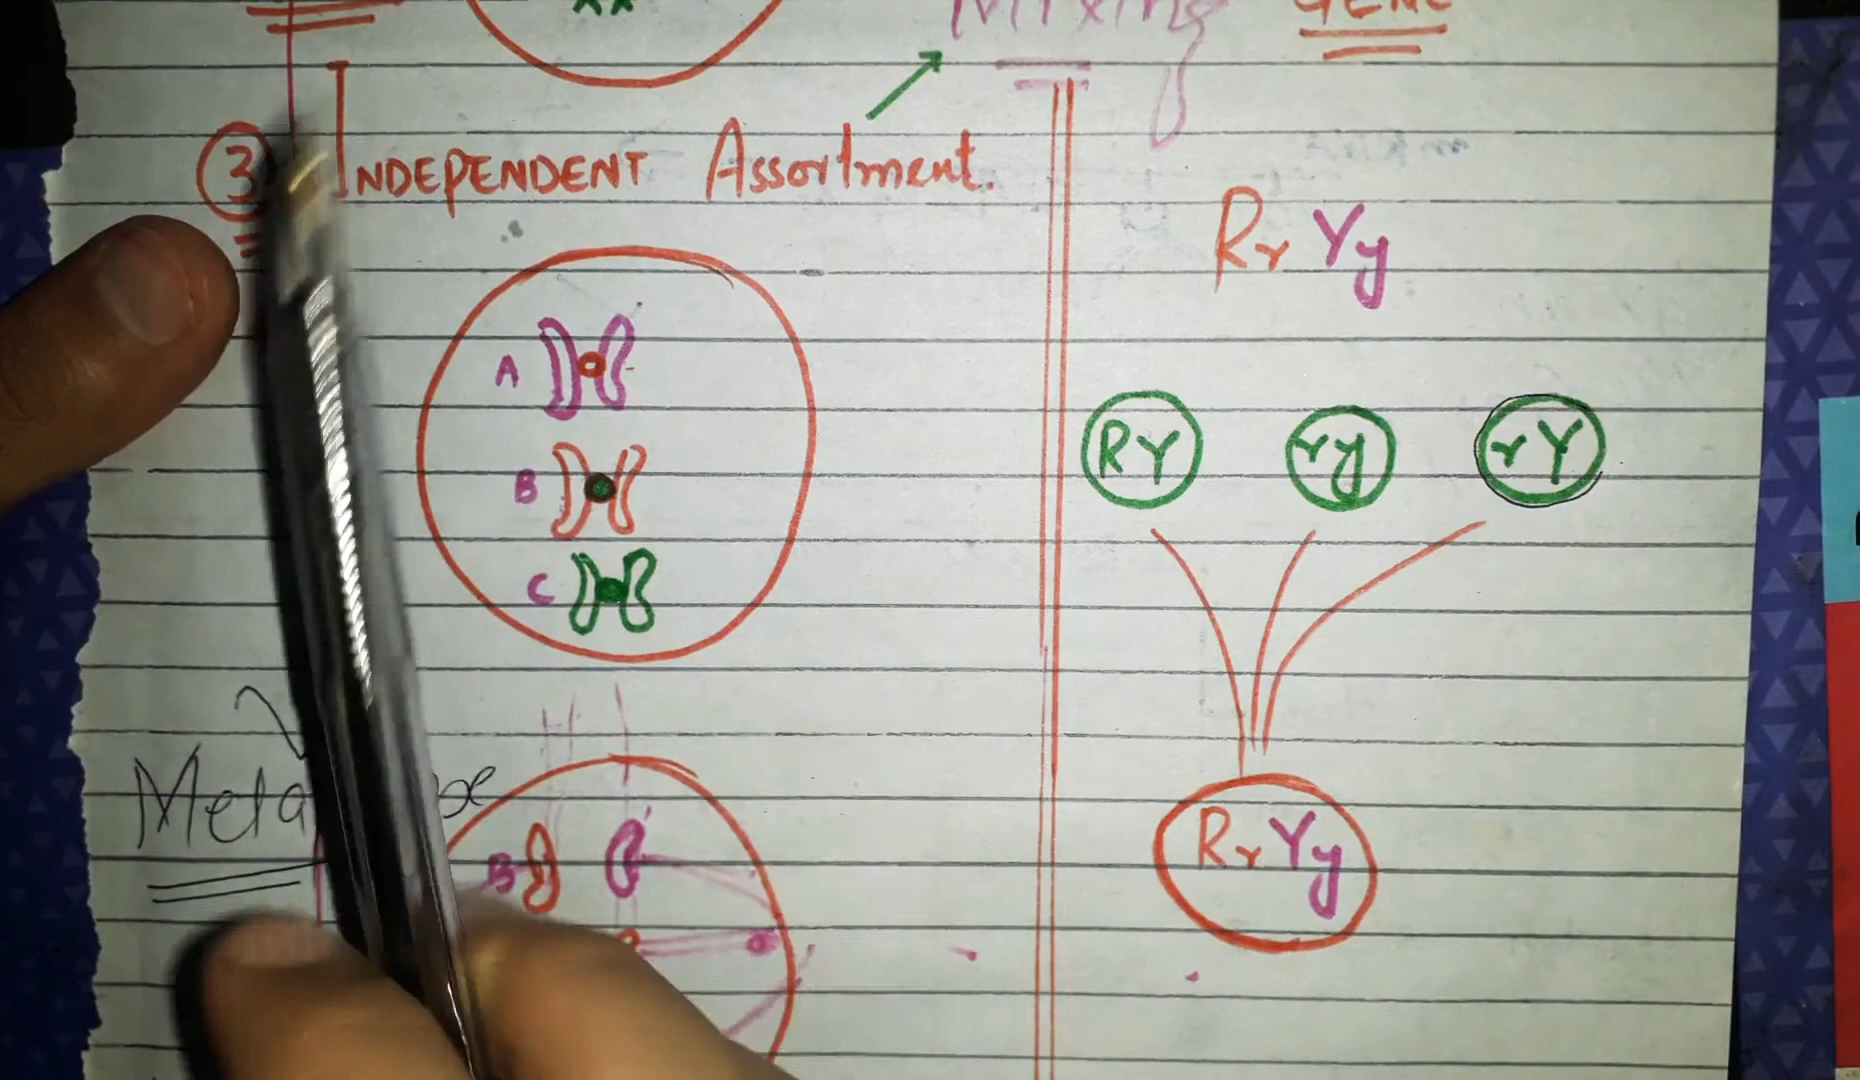 Mixing
GENE
3 INDEPENDENT Assortment.
Rr Yy
A
B
C
RY
ry
rY
B
Rr Yy